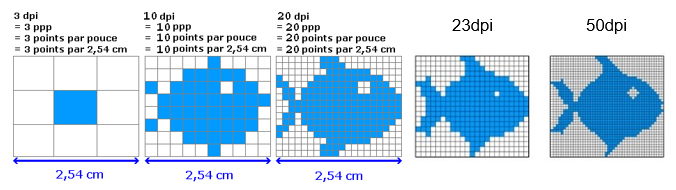 3 dpi
= 3 ppp
= 3 points par pouce
= 3 points par 2,54 cm
10 dpi
= 10 ppp
= 10 points par pouce
= 10 points par 2,54 cm
20 dpi
= 20 ppp
= 20 points par pouce
= 20 points par 2,54 cm
23dpi
50dpi
2,54 cm
2,54 cm
2,54 cm